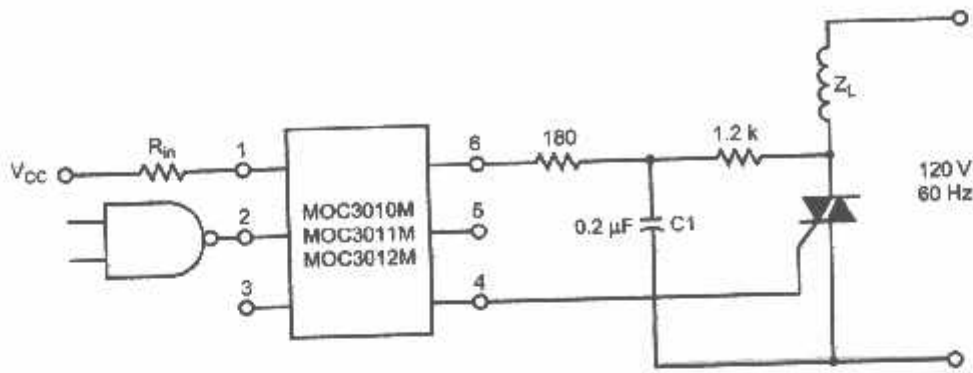 V_CC
R_in
1
2
3
MOC3010M
MOC3011M
MOC3012M
6
5
4
180
1.2 k
0.2 µF
C1
Z_L
120 V
60 Hz